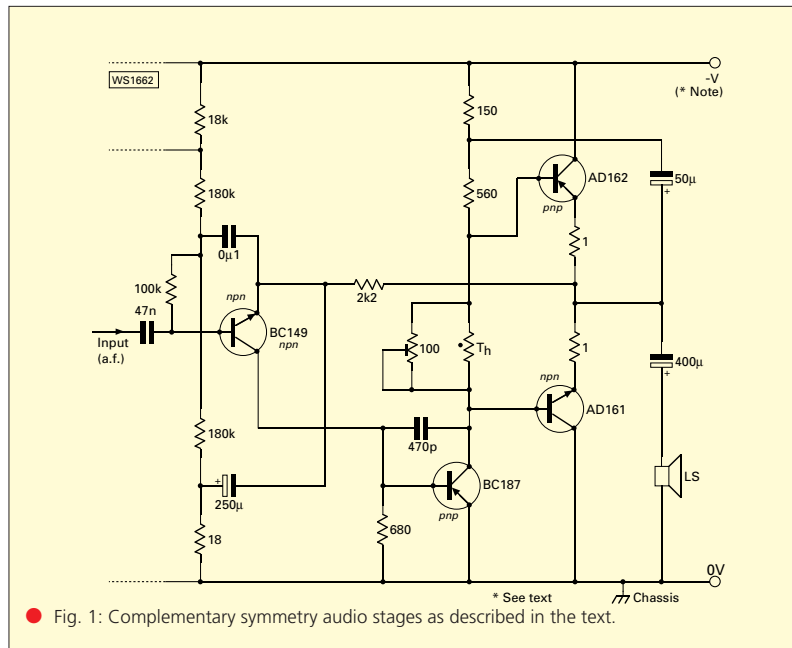 WS1662
-V
(* Note)
18k
150
180k
560
AD162
pnp
50µ
+
0µ1
1
100k
47n
npn
2k2
BC149
npn
Input
(a.f.)
100
Th
1
npn
400µ
+
AD161
180k
470p
BC187
LS
+
250µ
680
pnp
18
0V
* See text
Chassis
Fig. 1: Complementary symmetry audio stages as described in the text.